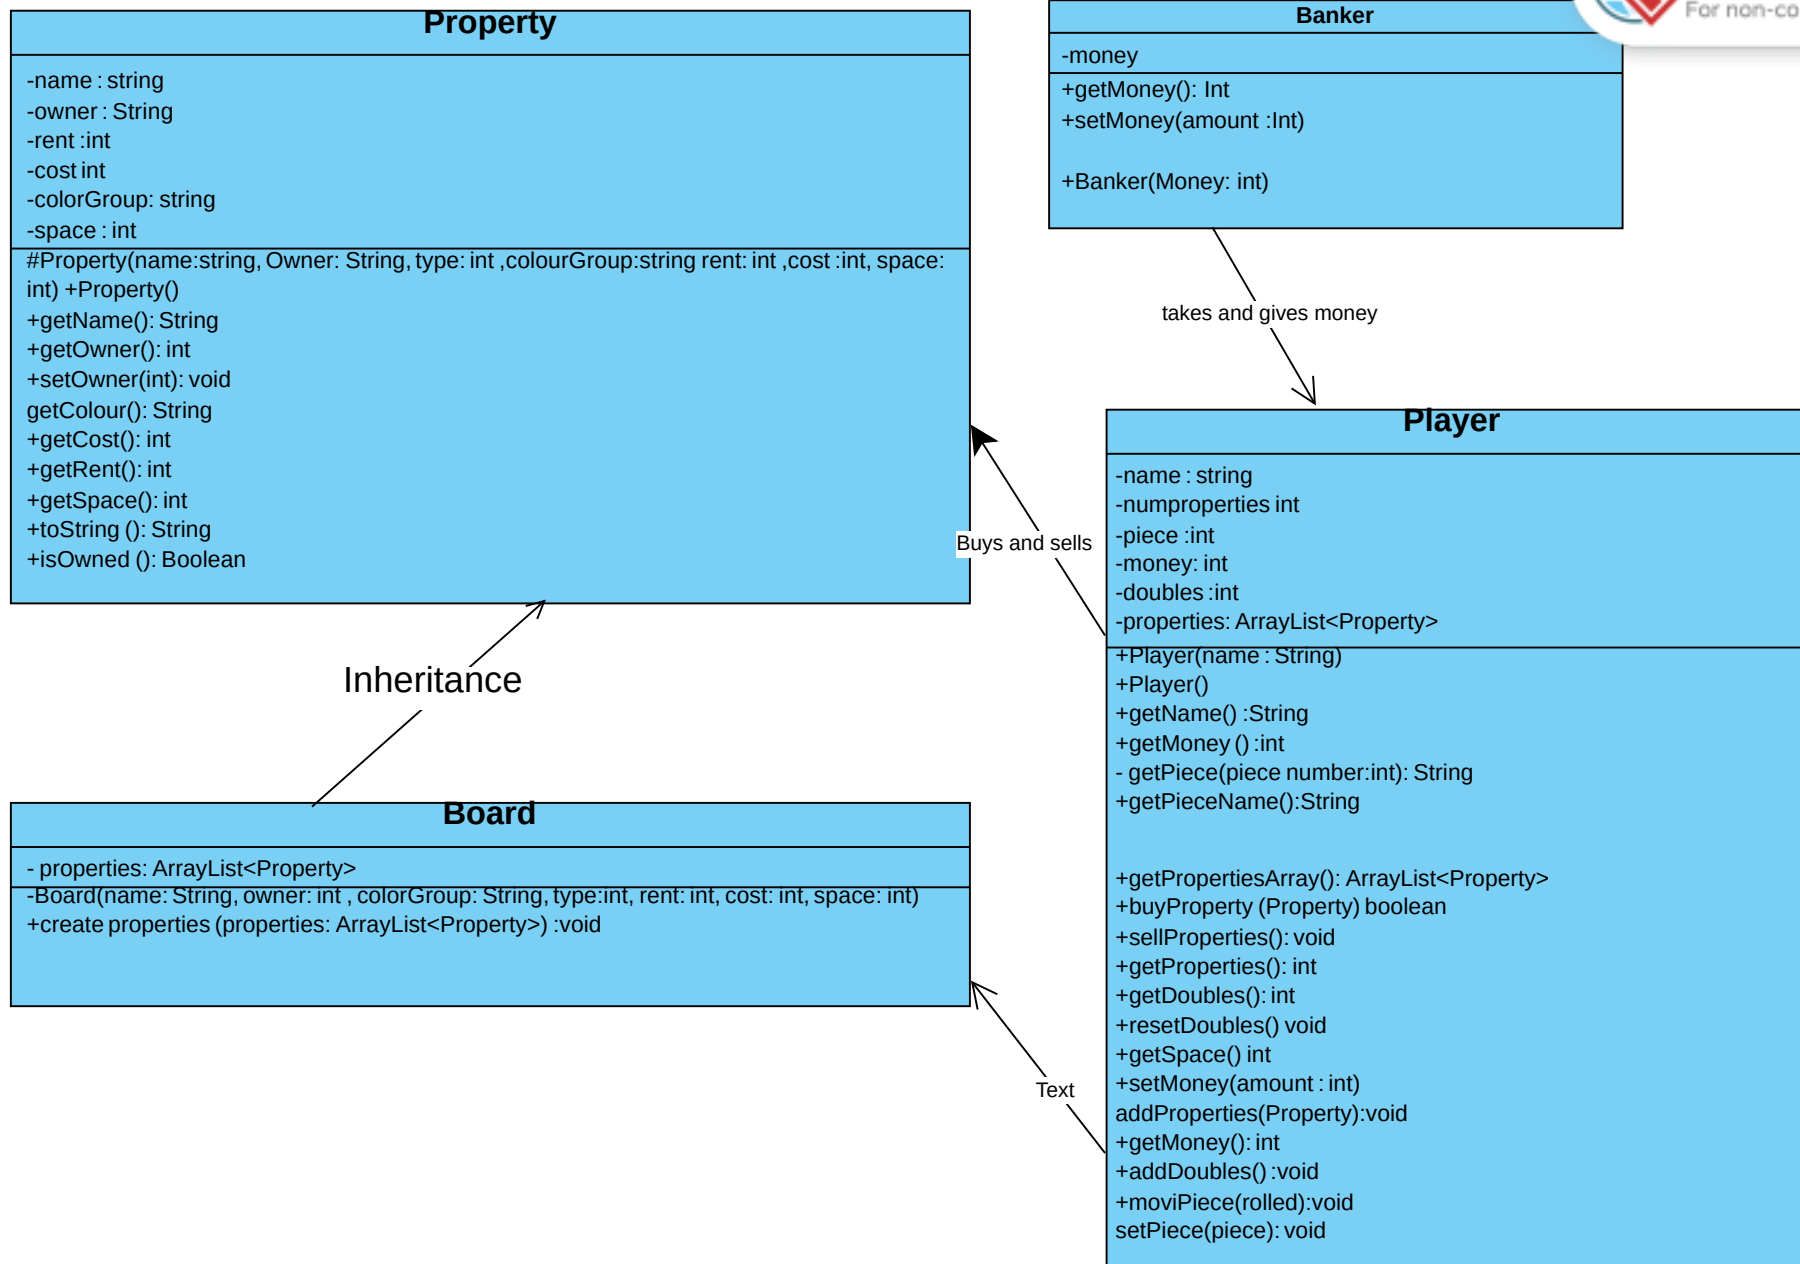 Property
-name : string
-owner : String
-rent :int
-cost int
-colorGroup: string
-space : int
#Property(name:string, Owner: String, type: int ,colourGroup:string rent: int ,cost :int, space:
int) +Property()
+getName(): String
+getOwner(): int
+setOwner(int): void
getColour(): String
+getCost(): int
+getRent(): int
+getSpace(): int
+toString (): String
+isOwned (): Boolean
Banker
-money
+getMoney(): Int
+setMoney(amount :Int)
+Banker(Money: int)
For non-co
takes and gives money
Buys and sells
Inheritance
Board
- properties: ArrayList<Property>
-Board(name: String, owner: int , colorGroup: String, type:int, rent: int, cost: int, space: int)
+create properties (properties: ArrayList<Property>) :void
Text
Player
-name : string
-numproperties int
-piece :int
-money: int
-doubles :int
-properties: ArrayList<Property>
+Player(name : String)
+Player()
+getName() :String
+getMoney () :int
- getPiece(piece number:int): String
+getPieceName():String
+getPropertiesArray(): ArrayList<Property>
+buyProperty (Property) boolean
+sellProperties(): void
+getProperties(): int
+getDoubles(): int
+resetDoubles() void
+getSpace() int
+setMoney(amount : int)
addProperties(Property):void
+getMoney(): int
+addDoubles() :void
+moviPiece(rolled):void
setPiece(piece): void